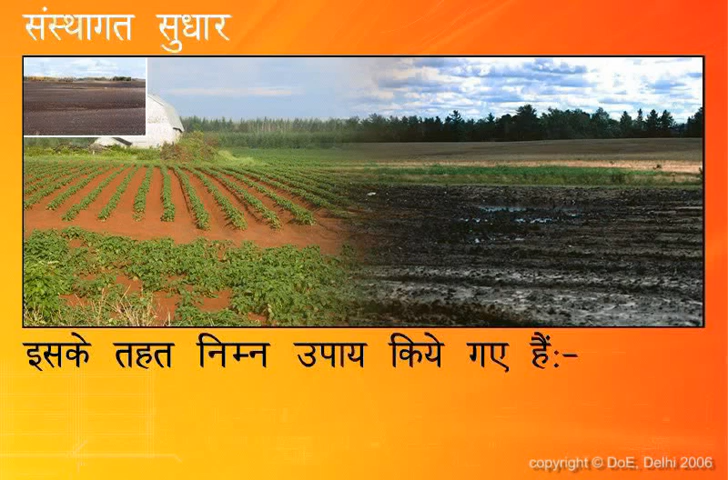 संस्थागत सुधार
इसके तहत निम्न उपाय किये गए हैं:-
copyright © DoE, Delhi 2006